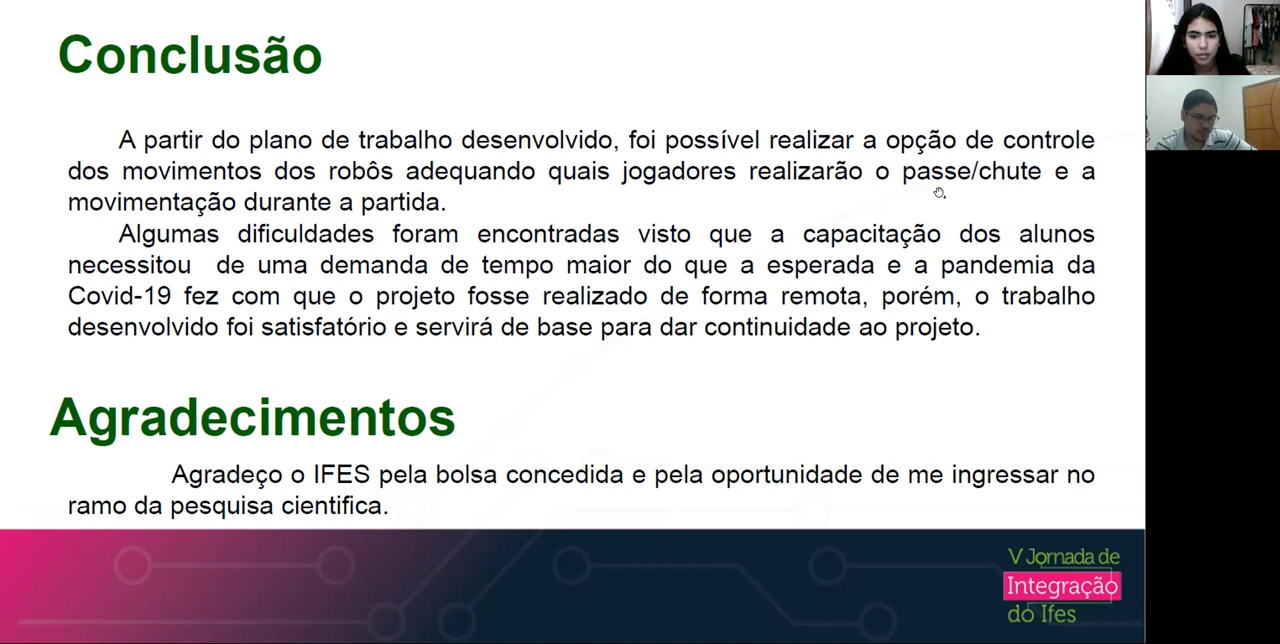 Conclusão
A partir do plano de trabalho desenvolvido, foi possível realizar a opção de controle
dos movimentos dos robôs adequando quais jogadores realizarão o passe/chute e a
movimentação durante a partida.
Algumas dificuldades foram encontradas visto que a capacitação dos alunos
necessitou de uma demanda de tempo maior do que a esperada e a pandemia da
Covid-19 fez com que o projeto fosse realizado de forma remota, porém, o trabalho
desenvolvido foi satisfatório e servirá de base para dar continuidade ao projeto.
Agradecimentos
Agradeço o IFES pela bolsa concedida e pela oportunidade de me ingressar no
ramo da pesquisa cientifica.
V Jornada de
Integração
do Ifes